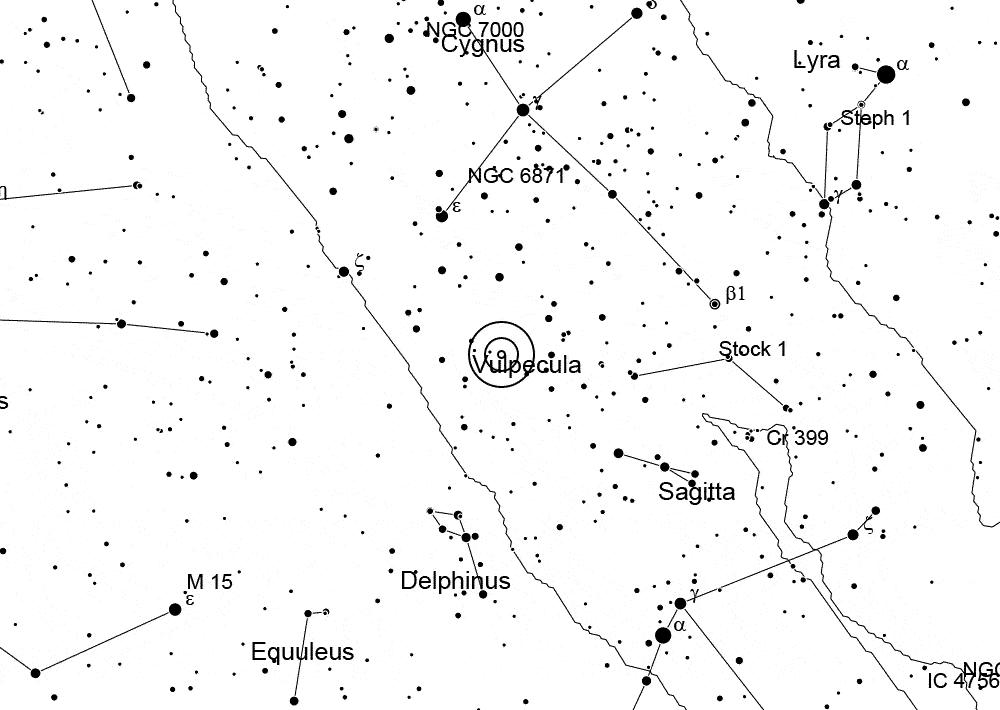 α
NGC 7000
Cygnus
Lyra
α
γ
Steph 1
NGC 6871
γ
ε
ζ
β1
Stock 1
Vulpecula
Cr 399
Sagitta
ζ
Delphinus
M 15
ε
γ
α
Equuleus
NGC
IC 4756